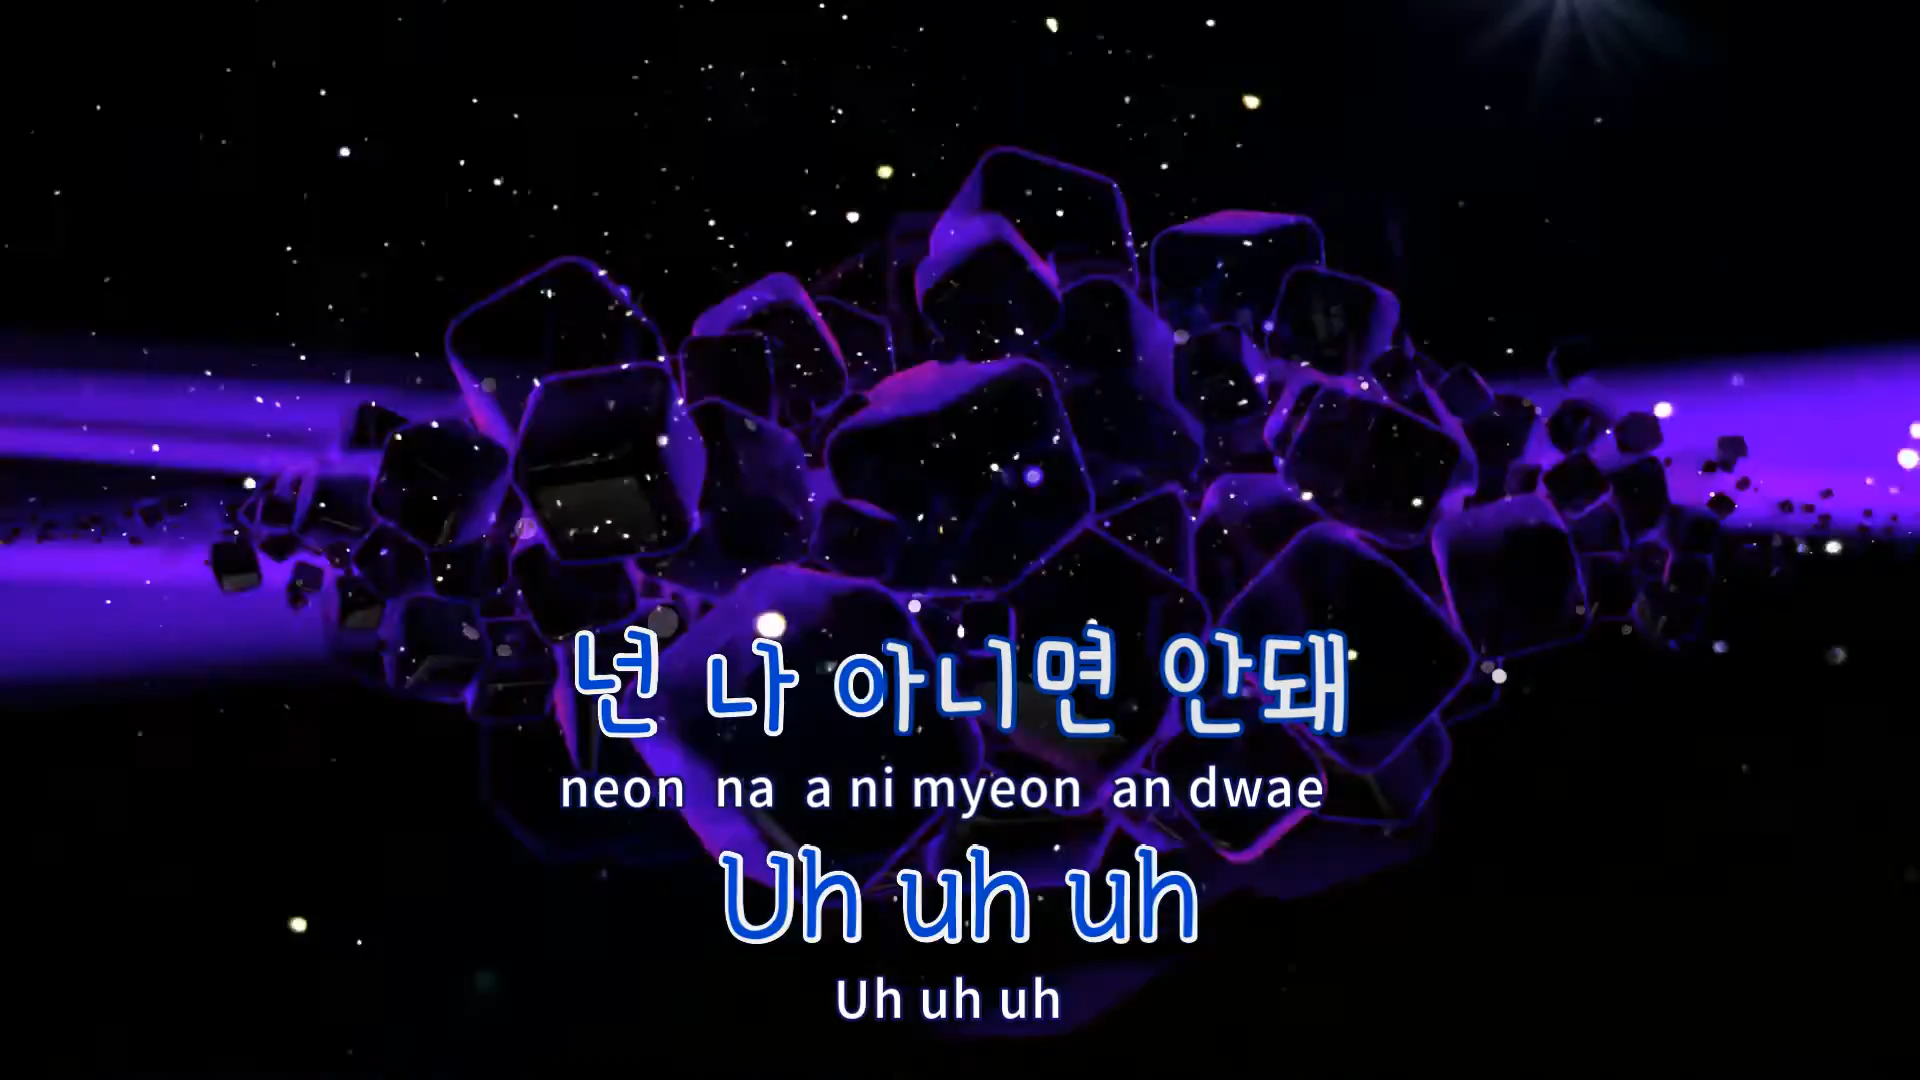 넌 나 아니면 안돼
neon na a ni myeon an dwae
Uh uh uh
Uh uh uh